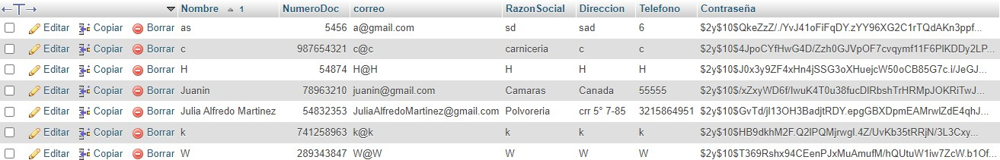 Nombre 1 NumeroDoc correo RazonSocial Direccion Telefono Contraseña
Editar Copiar Borrar as 5456 a@gmail.com sd sad 6 $2y$10$QkeZzZ/./YvJ41oFiFqDY.zYY96XG2C1rTQdAKn3ppf...
Editar Copiar Borrar c 987654321 c@c carniceria c c $2y$10$4JpoCYfHwG4D/Zzh0GJVpOF7cvqymf11F6PlKDDy2LP...
Editar Copiar Borrar H 54874 H@H H H H $2y$10$J0x3y9ZF4xHn4jSSG3oXHuejcW50oCB85G7c.i/JeGJ...
Editar Copiar Borrar Juanin 78963210 juanin@gmail.com Camaras Canada 55555 $2y$10$/xZxyWD6f/IwuK4T0u38fucDlRbshTrHRMpJOKRiTwJ...
Editar Copiar Borrar Julia Alfredo Martinez 54832353 JuliaAlfredoMartinez@gmail.com Polvoreria crr 5° 7-85 3215864951 $2y$10$GvTd/jl13OH3BadjtRDY.epgGBXDpmEAMrwlZdE4qhJ...
Editar Copiar Borrar k 741258963 k@k k k k $2y$10$HB9dkhM2F.Q2lPQMjrwgl.4Z/UvKb35tRRjN/3L3Cxy...
Editar Copiar Borrar W 289343847 W@W W W W $2y$10$T369Rshx94CEenPJxMuAmufM/hQUtuW1iw7ZcW.b1Of...